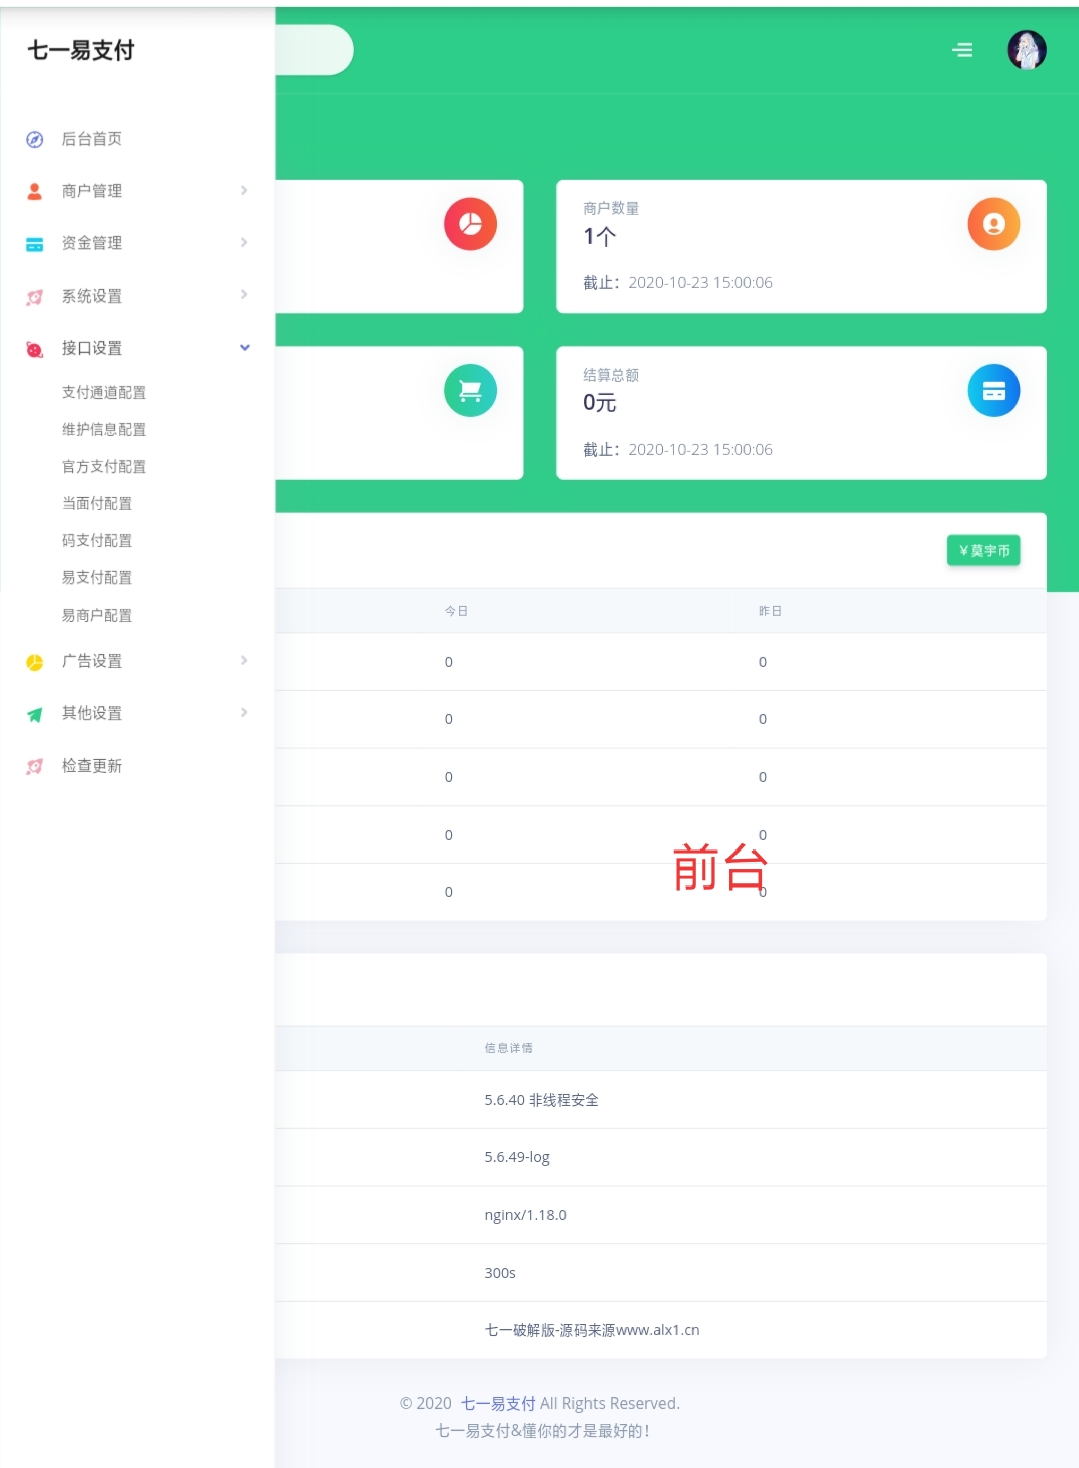 七一易支付
后台首页
商户管理
资金管理
系统设置
接口设置
支付通道配置
维护信息配置
官方支付配置
当面付配置
码支付配置
易支付配置
易商户配置
广告设置
其他设置
检查更新
商户数量
1个
截止：2020-10-23 15:00:06
结算总额
0元
截止：2020-10-23 15:00:06
¥莫宇币
今日 昨日
0 0
0 0
0 0
0 0
前台
0 0
信息详情
5.6.40 非线程安全
5.6.49-log
nginx/1.18.0
300s
七一破解版-源码来源www.alx1.cn
© 2020 七一易支付 All Rights Reserved.
七一易支付&懂你的才是最好的！